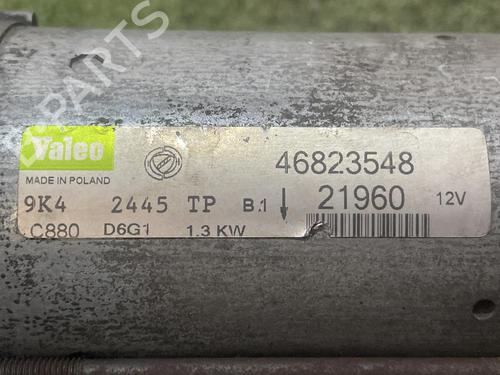 Valeo
MADE IN POLAND
46823548
9K4 2445 TP B.1 21960 12V
C880 D6G1 1.3 KW
B-PARTS